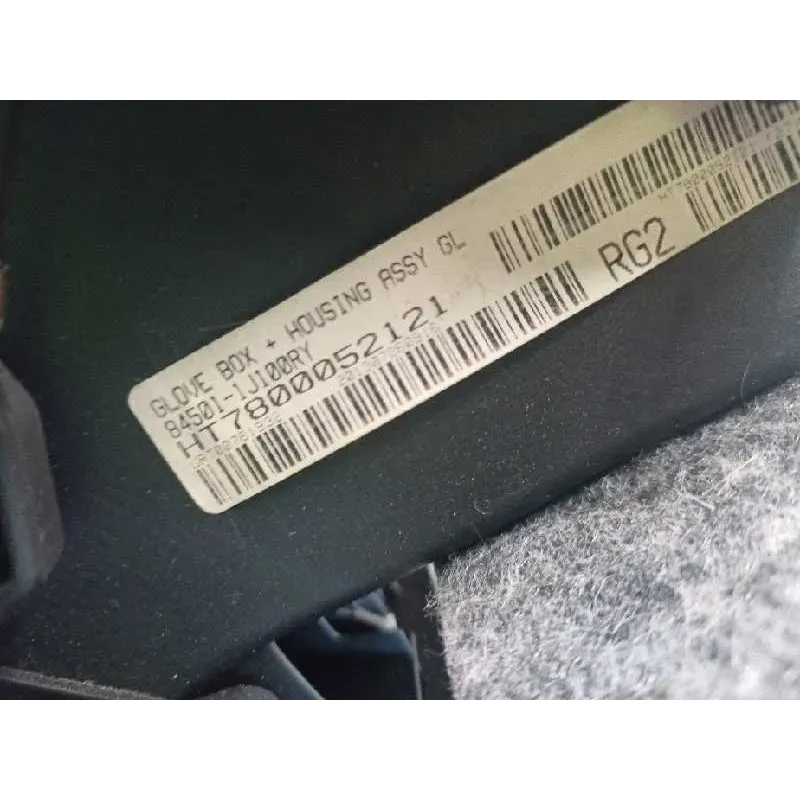 GLOVE BOX + HOUSING ASSY GL
84501-1J100RY
HT7800052121
RG2